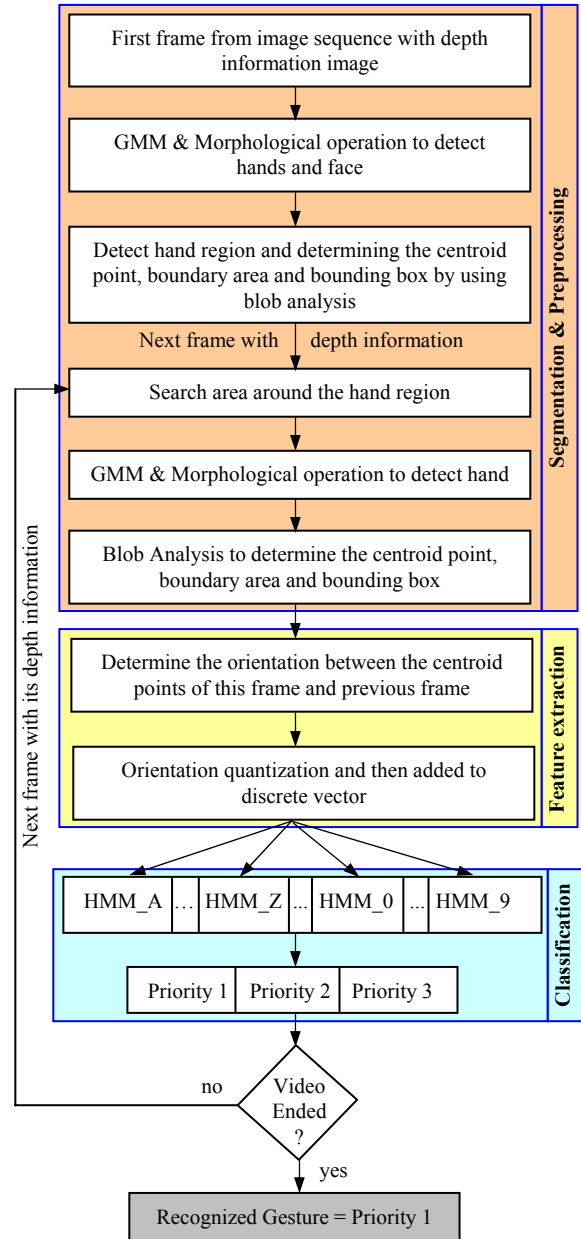 First frame from image sequence with depth
information image
GMM & Morphological operation to detect
hands and face
Detect hand region and determining the centroid
point, boundary area and bounding box by using
blob analysis
Next frame with depth information
Search area around the hand region
GMM & Morphological operation to detect hand
Blob Analysis to determine the centroid point,
boundary area and bounding box
Segmentation & Preprocessing
Next frame with its depth information
Determine the orientation between the centroid
points of this frame and previous frame
Orientation quantization and then added to
discrete vector
Feature extraction
HMM_A … HMM_Z ... HMM_0 ... HMM_9
Priority 1 Priority 2 Priority 3
Classification
no
Video
Ended
?
yes
Recognized Gesture = Priority 1